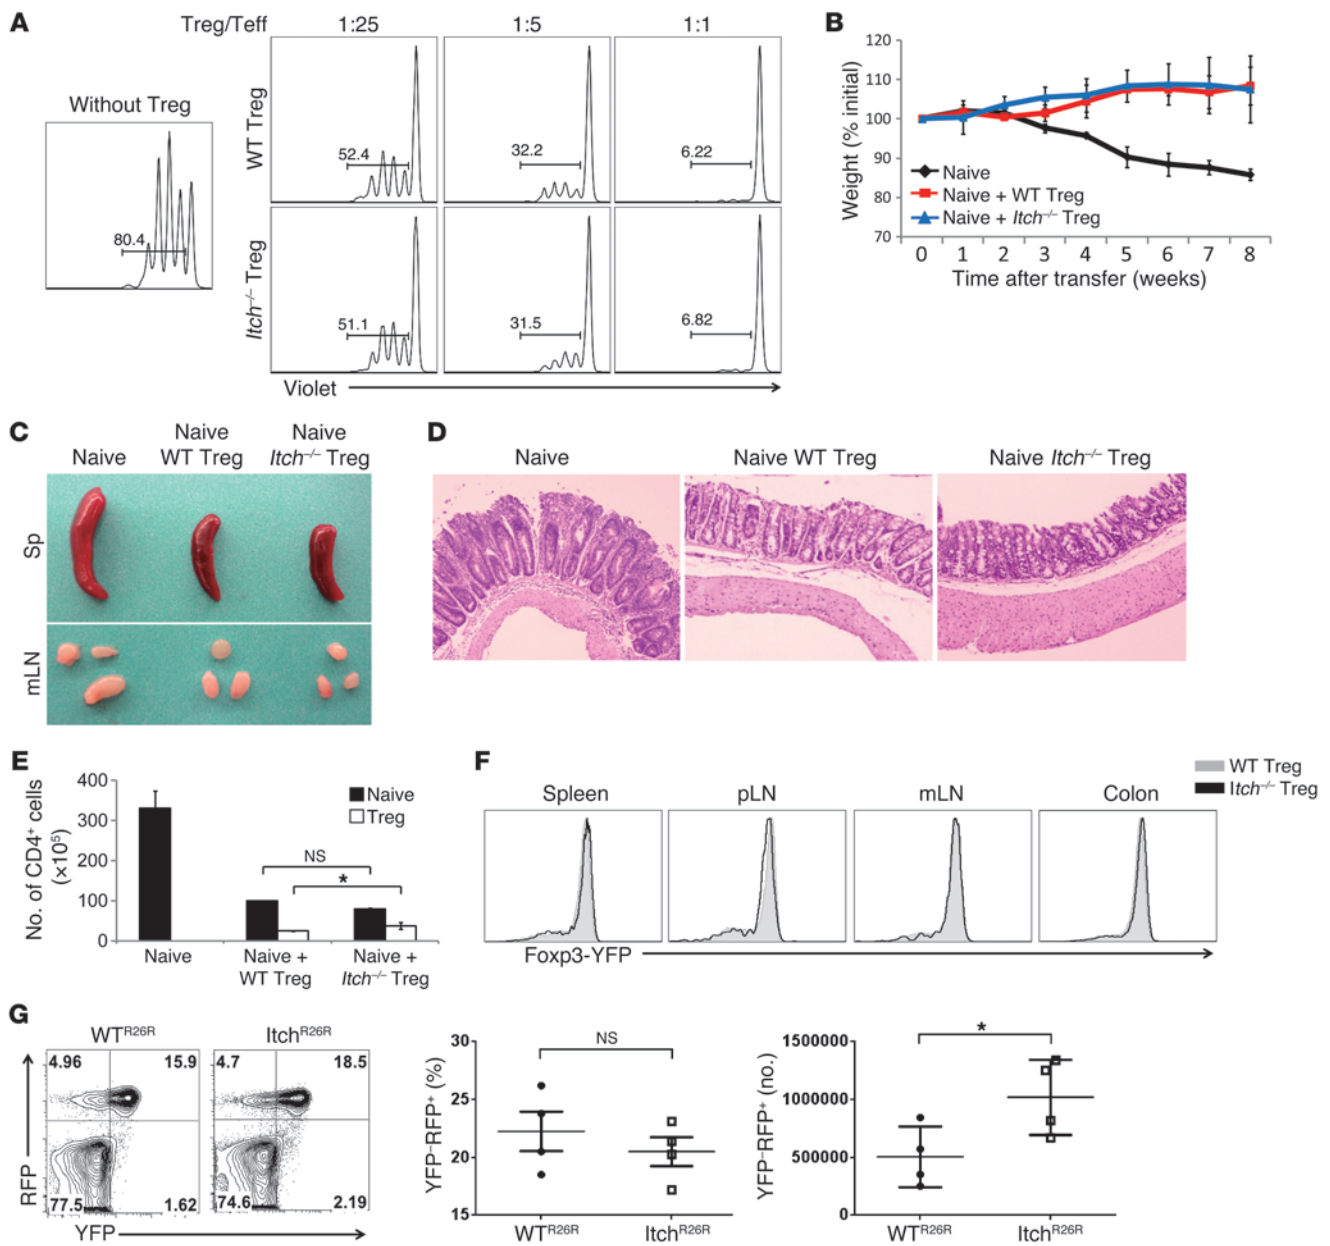 A
Treg/Teff 1:25 1:5 1:1
Without Treg
WT Treg
80.4
52.4 32.2 6.22
Itch–/– Treg
51.1 31.5 6.82
Violet
B
Weight (% initial)
120
110
100
90
80
70
Naive
Naive + WT Treg
Naive + Itch–/– Treg
0 1 2 3 4 5 6 7 8
Time after transfer (weeks)
C
Naive
Naive WT Treg
Naive Itch–/– Treg
Sp
mLN
D
Naive Naive WT Treg Naive Itch–/– Treg
E
No. of CD4+ cells
(×10⁵)
400
300
200
100
0
Naive
Treg
NS
*
Naive
Naive +
WT Treg
Naive +
Itch–/– Treg
F
WT Treg
Itch–/– Treg
Spleen pLN mLN Colon
Foxp3-YFP
G
WTR26R ItchR26R
4.96 15.9 4.7 18.5
77.5 1.62 74.6 2.19
RFP
YFP
YFP–RFP+ (%)
30
25
20
15
NS
WTR26R ItchR26R
YFP–RFP+ (no.)
1500000
1000000
500000
0
*
WTR26R ItchR26R